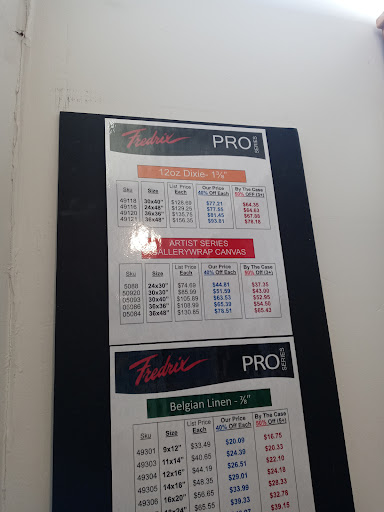 Fredrix PRO SERIES
12oz Dixie- 1⅜"
Sku Size List Price Each Our Price 40% Off Each By The Case 50% OFF (3+)
49118 30x40" $128.69 $77.21 $64.35
49116 24x48" $129.25 $77.55 $64.63
49120 36x36" $135.75 $81.45 $67.88
49121 36x48" $156.35 $93.81 $78.18
ARTIST SERIES
GALLERYWRAP CANVAS
Sku Size List Price Each Our Price 40% Off Each By The Case 50% Off (3+)
5088 24x30" $74.69 $44.81 $37.35
50920 30x30" $85.99 $51.59 $43.00
05093 30x40" $105.89 $63.53 $52.95
05086 36x36" $108.99 $65.39 $54.50
05084 36x48" $130.85 $78.51 $65.43
Fredrix PRO SERIES
Belgian Linen - ⅞"
Sku Size List Price Each Our Price 40% Off Each By The Case 50% Off (5+)
49301 9x12" $33.49 $20.09 $16.75
49303 11x14" $40.65 $24.39 $20.33
49304 12x16" $44.19 $26.51 $22.10
49305 14x18" $48.35 $29.01 $24.18
49306 16x20" $56.65 $33.99 $28.33
$65.55 $39.33 $32.78
$39.15